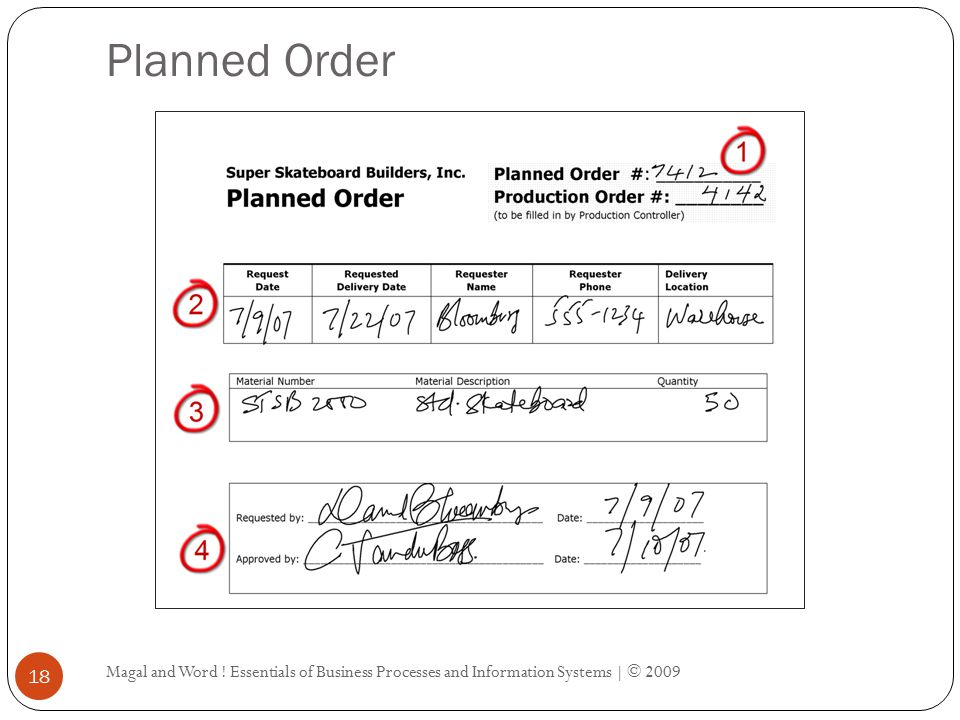 Planned Order
1
Super Skateboard Builders, Inc.
Planned Order
Planned Order #: 7412
Production Order #: 4142
(to be filled in by Production Controller)
2
Request Date Requested Delivery Date Requester Name Requester Phone Delivery Location
7/9/07 7/22/07 555-1234 Warehouse
3
Material Number Material Description Quantity
STSB 2000 Std. Skateboard 50
4
Requested by: David Date: 7/9/07
Approved by: Date: 7/10/07.
18
Magal and Word ! Essentials of Business Processes and Information Systems | © 2009